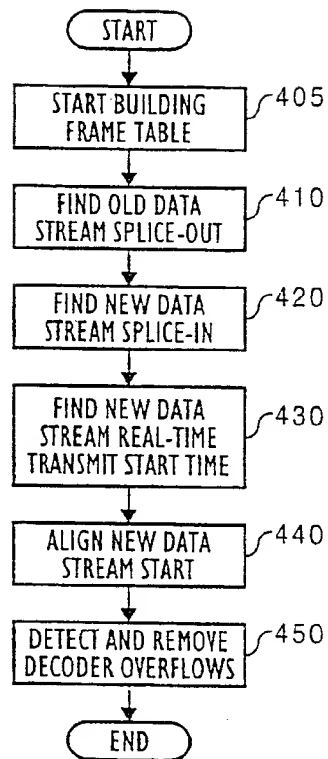 START
START BUILDING
FRAME TABLE
405
FIND OLD DATA
STREAM SPLICE-OUT
410
FIND NEW DATA
STREAM SPLICE-IN
420
FIND NEW DATA
STREAM REAL-TIME
TRANSMIT START TIME
430
ALIGN NEW DATA
STREAM START
440
DETECT AND REMOVE
DECODER OVERFLOWS
450
END